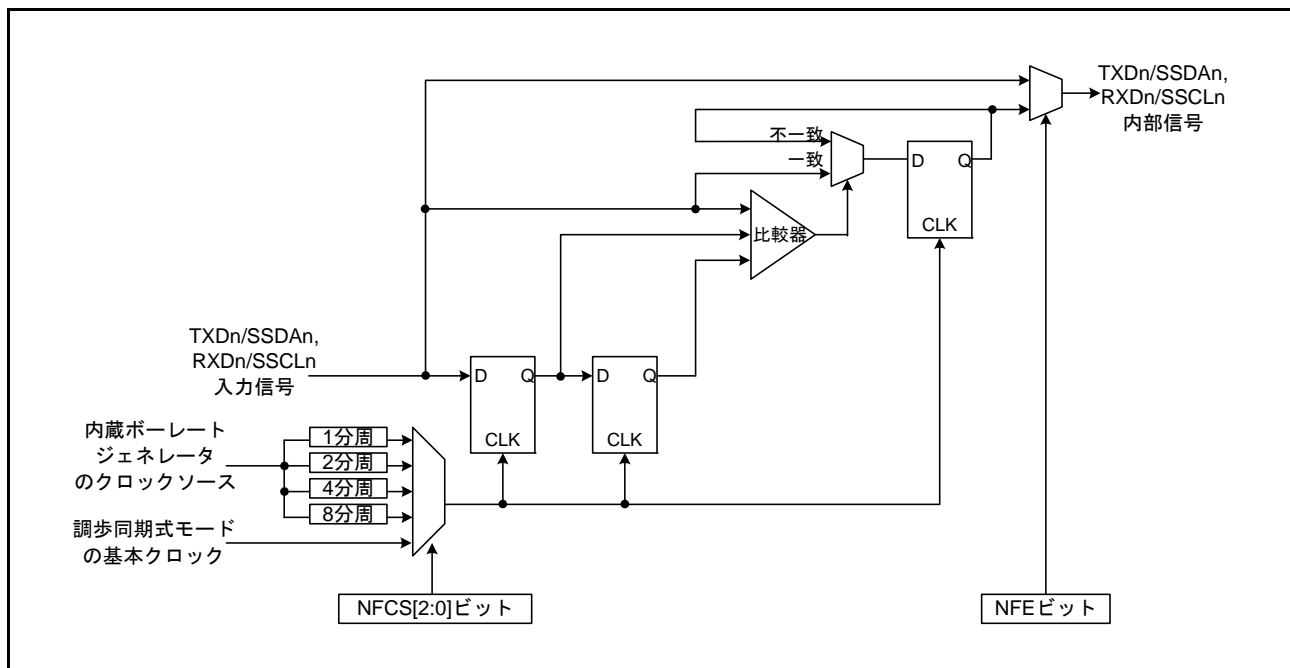 TXDn/SSDAn,
RXDn/SSCLn
内部信号
不一致
一致
D
Q
CLK
比較器
TXDn/SSDAn,
RXDn/SSCLn
入力信号
D
Q
CLK
D
Q
CLK
内蔵ボーレート
ジェネレータ
のクロックソース
1分周
2分周
4分周
8分周
調歩同期式モード
の基本クロック
NFCS[2:0]ビット
NFEビット